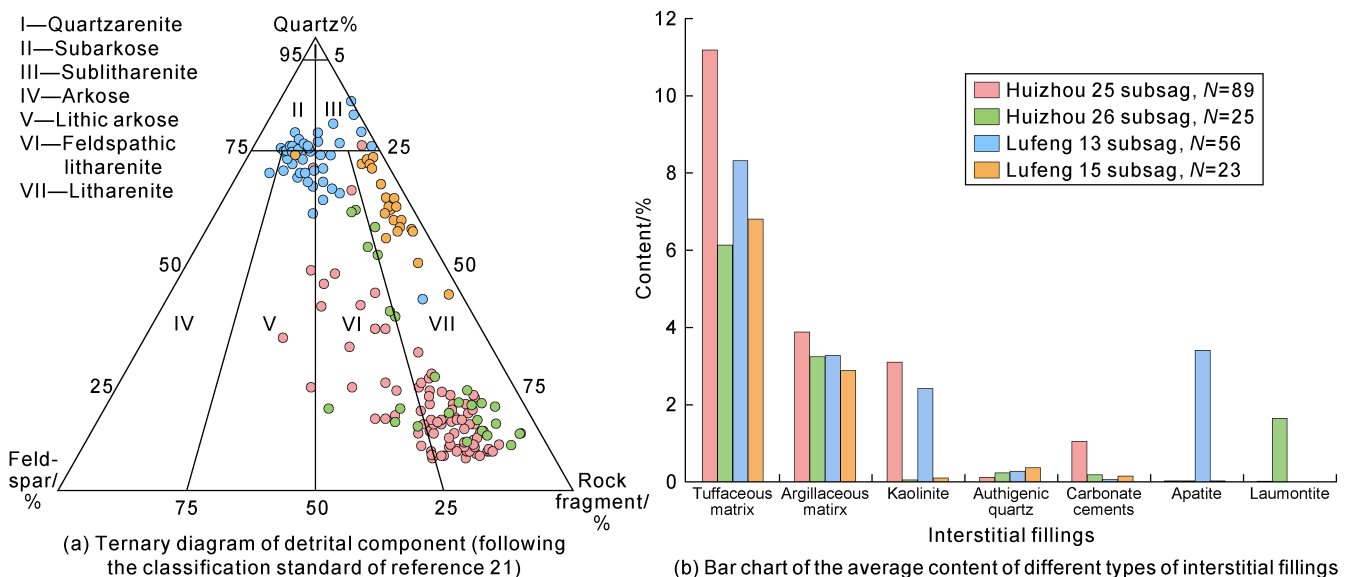 I—Quartzarenite
II—Subarkose
III—Sublitharenite
IV—Arkose
V—Lithic arkose
VI—Feldspathic
litharenite
VII—Litharenite
Quartz%
95
5
I
II
III
75
25
50
50
IV
V
VI
VII
25
75
Feld-
spar/
%
Rock
fragment/
%
75
50
25
(a) Ternary diagram of detrital component (following
the classification standard of reference 21)
12
10
8
6
4
2
0
Content/%
Huizhou 25 subsag, N=89
Huizhou 26 subsag, N=25
Lufeng 13 subsag, N=56
Lufeng 15 subsag, N=23
Tuffaceous
matrix
Argillaceous
matirx
Kaolinite
Authigenic
quartz
Carbonate
cements
Apatite
Laumontite
Interstitial fillings
(b) Bar chart of the average content of different types of interstitial fillings